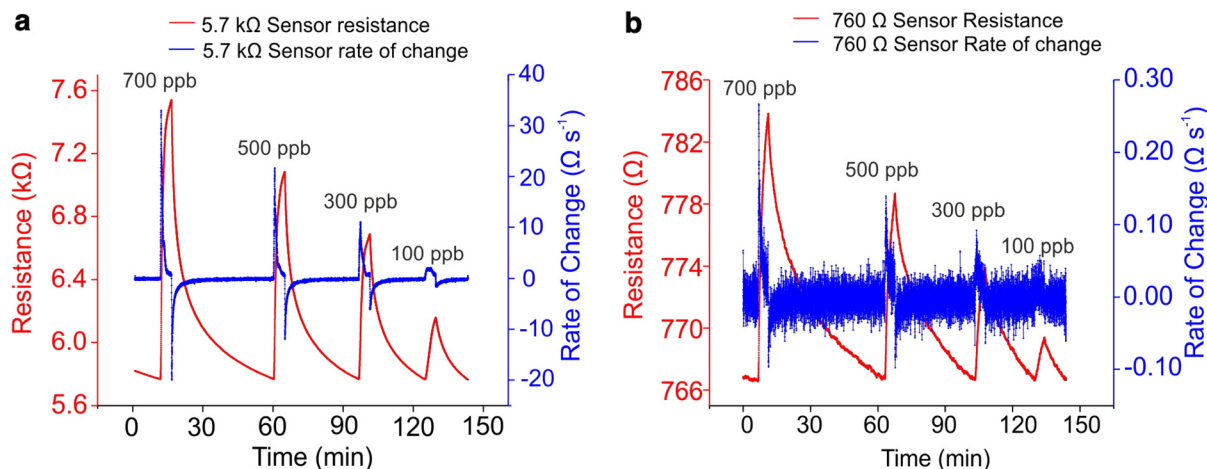 a
5.7 kΩ Sensor resistance
5.7 kΩ Sensor rate of change
Resistance (kΩ)
7.6
7.2
6.8
6.4
6.0
5.6
700 ppb
500 ppb
300 ppb
100 ppb
40
30
20
10
0
-10
-20
Rate of Change (Ω s⁻¹)
0 30 60 90 120 150
Time (min)
b
760 Ω Sensor Resistance
760 Ω Sensor Rate of change
Resistance (Ω)
786
782
778
774
770
766
700 ppb
500 ppb
300 ppb
100 ppb
0.30
0.20
0.10
0.00
-0.10
Rate of Change (Ω s⁻¹)
0 30 60 90 120 150
Time (min)